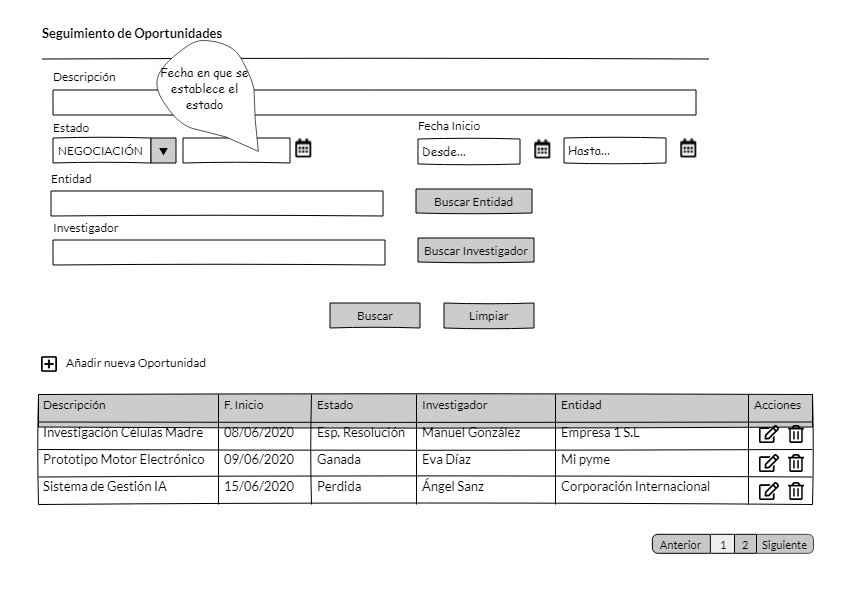 Seguimiento de Oportunidades
Descripción
Fecha en que se
establece el
estado
Estado
Fecha Inicio
NEGOCIACIÓN
Desde...
Hasta...
Entidad
Buscar Entidad
Investigador
Buscar Investigador
Buscar
Limpiar
Añadir nueva Oportunidad
Descripción F. Inicio Estado Investigador Entidad Acciones
Investigación Células Madre 08/06/2020 Esp. Resolución Manuel González Empresa 1 S.L
Prototipo Motor Electrónico 09/06/2020 Ganada Eva Díaz Mi pyme
Sistema de Gestión IA 15/06/2020 Perdida Ángel Sanz Corporación Internacional
Anterior 1 2 Siguiente